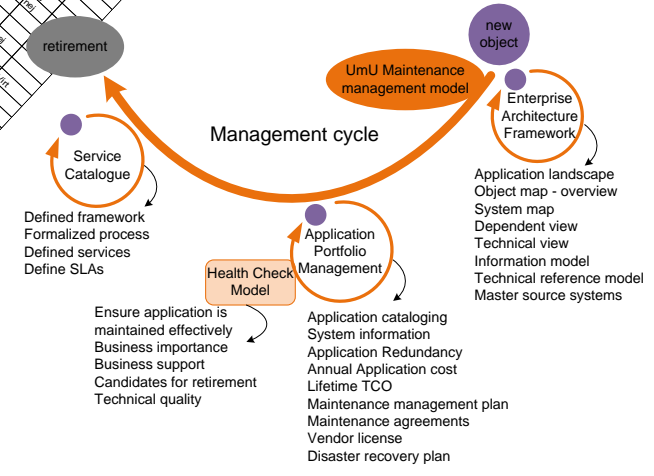 nej
nej
retirement
new
object
UmU Maintenance
management model
Enterprise
Architecture
Framework
Management cycle
Service
Catalogue
Application landscape
Object map - overview
System map
Dependent view
Technical view
Information model
Technical reference model
Master source systems
Defined framework
Formalized process
Defined services
Define SLAs
Application
Portfolio
Management
Health Check
Model
Ensure application is
maintained effectively
Business importance
Business support
Candidates for retirement
Technical quality
Application cataloging
System information
Application Redundancy
Annual Application cost
Lifetime TCO
Maintenance management plan
Maintenance agreements
Vendor license
Disaster recovery plan